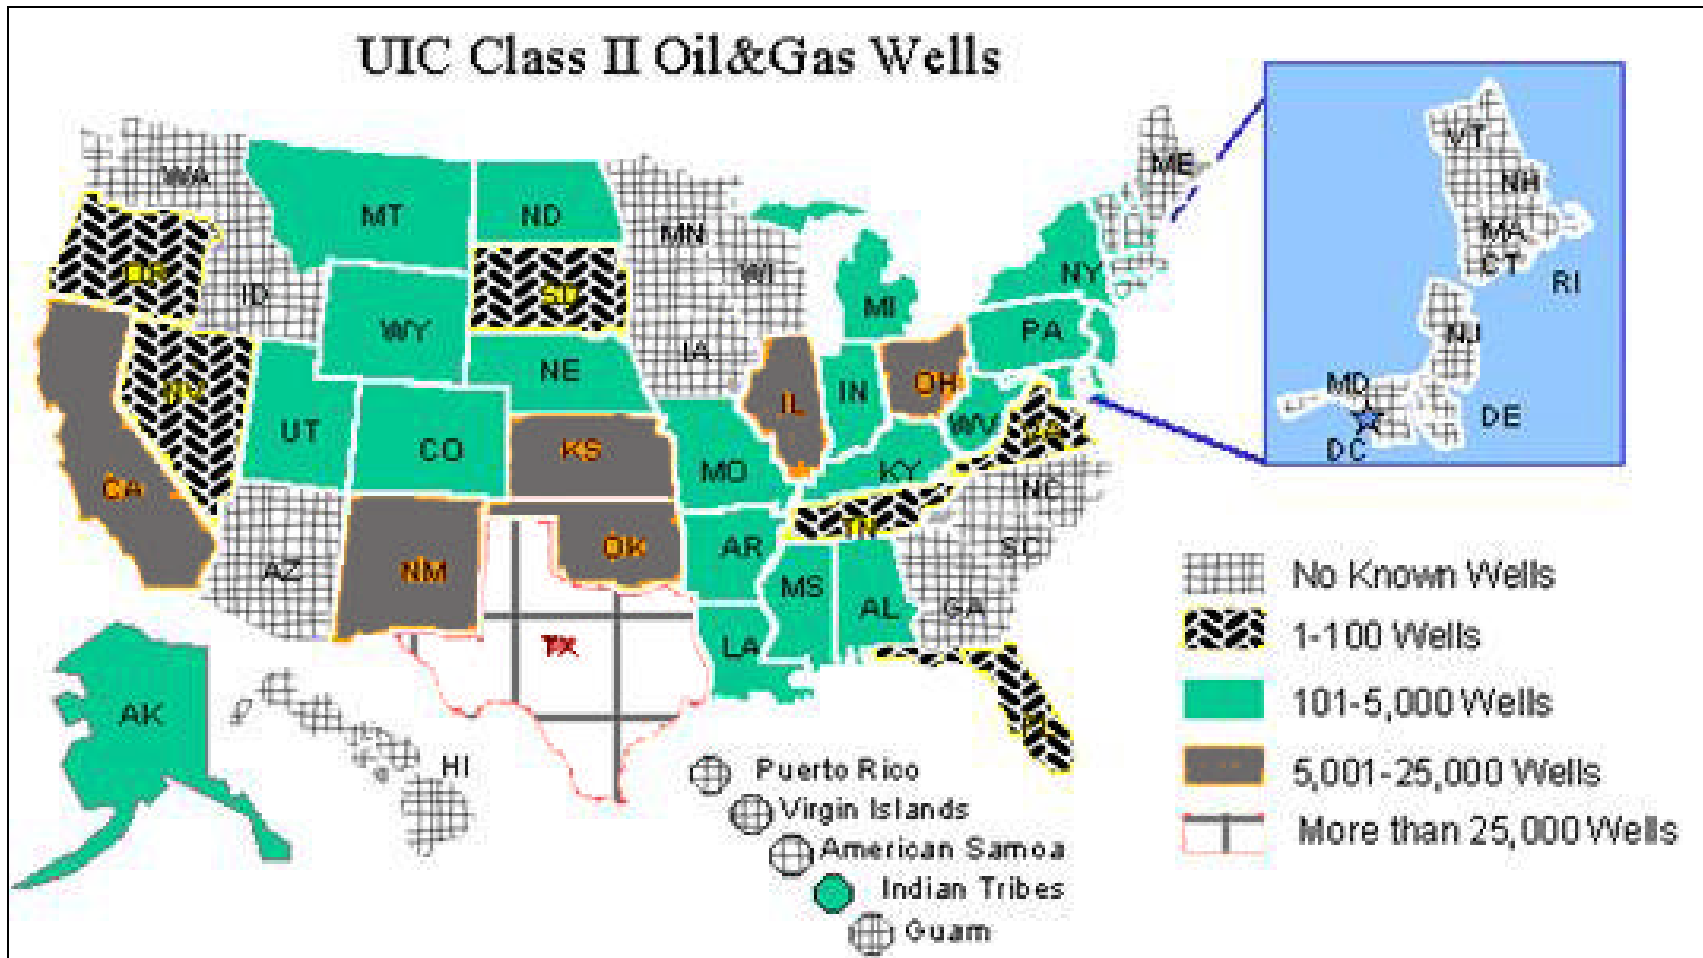 UIC Class II Oil&Gas Wells
WA
MT
ND
MN
ME
VT
NH
MA
CT
RI
NJ
MD
DE
DC
OR
ID
SD
WI
MI
NY
WY
IA
PA
NV
NE
IL
IN
OH
UT
CO
KS
MO
KY
WV
VA
CA
NC
AZ
NM
OK
AR
TN
SC
MS
AL
GA
TX
LA
FL
AK
HI
No Known Wells
1-100 Wells
101-5,000 Wells
5,001-25,000 Wells
More than 25,000 Wells
Puerto Rico
Virgin Islands
American Samoa
Indian Tribes
Guam